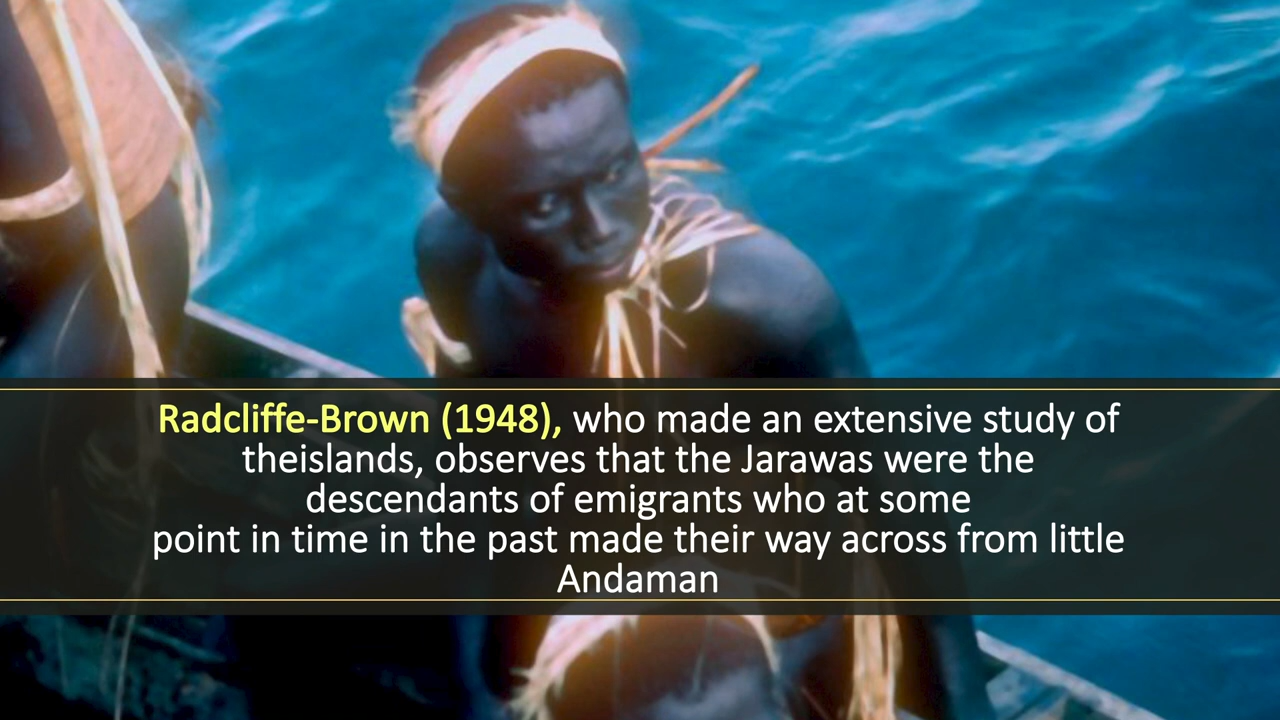 Radcliffe-Brown (1948), who made an extensive study of
theislands, observes that the Jarawas were the
descendants of emigrants who at some
point in time in the past made their way across from little
Andaman